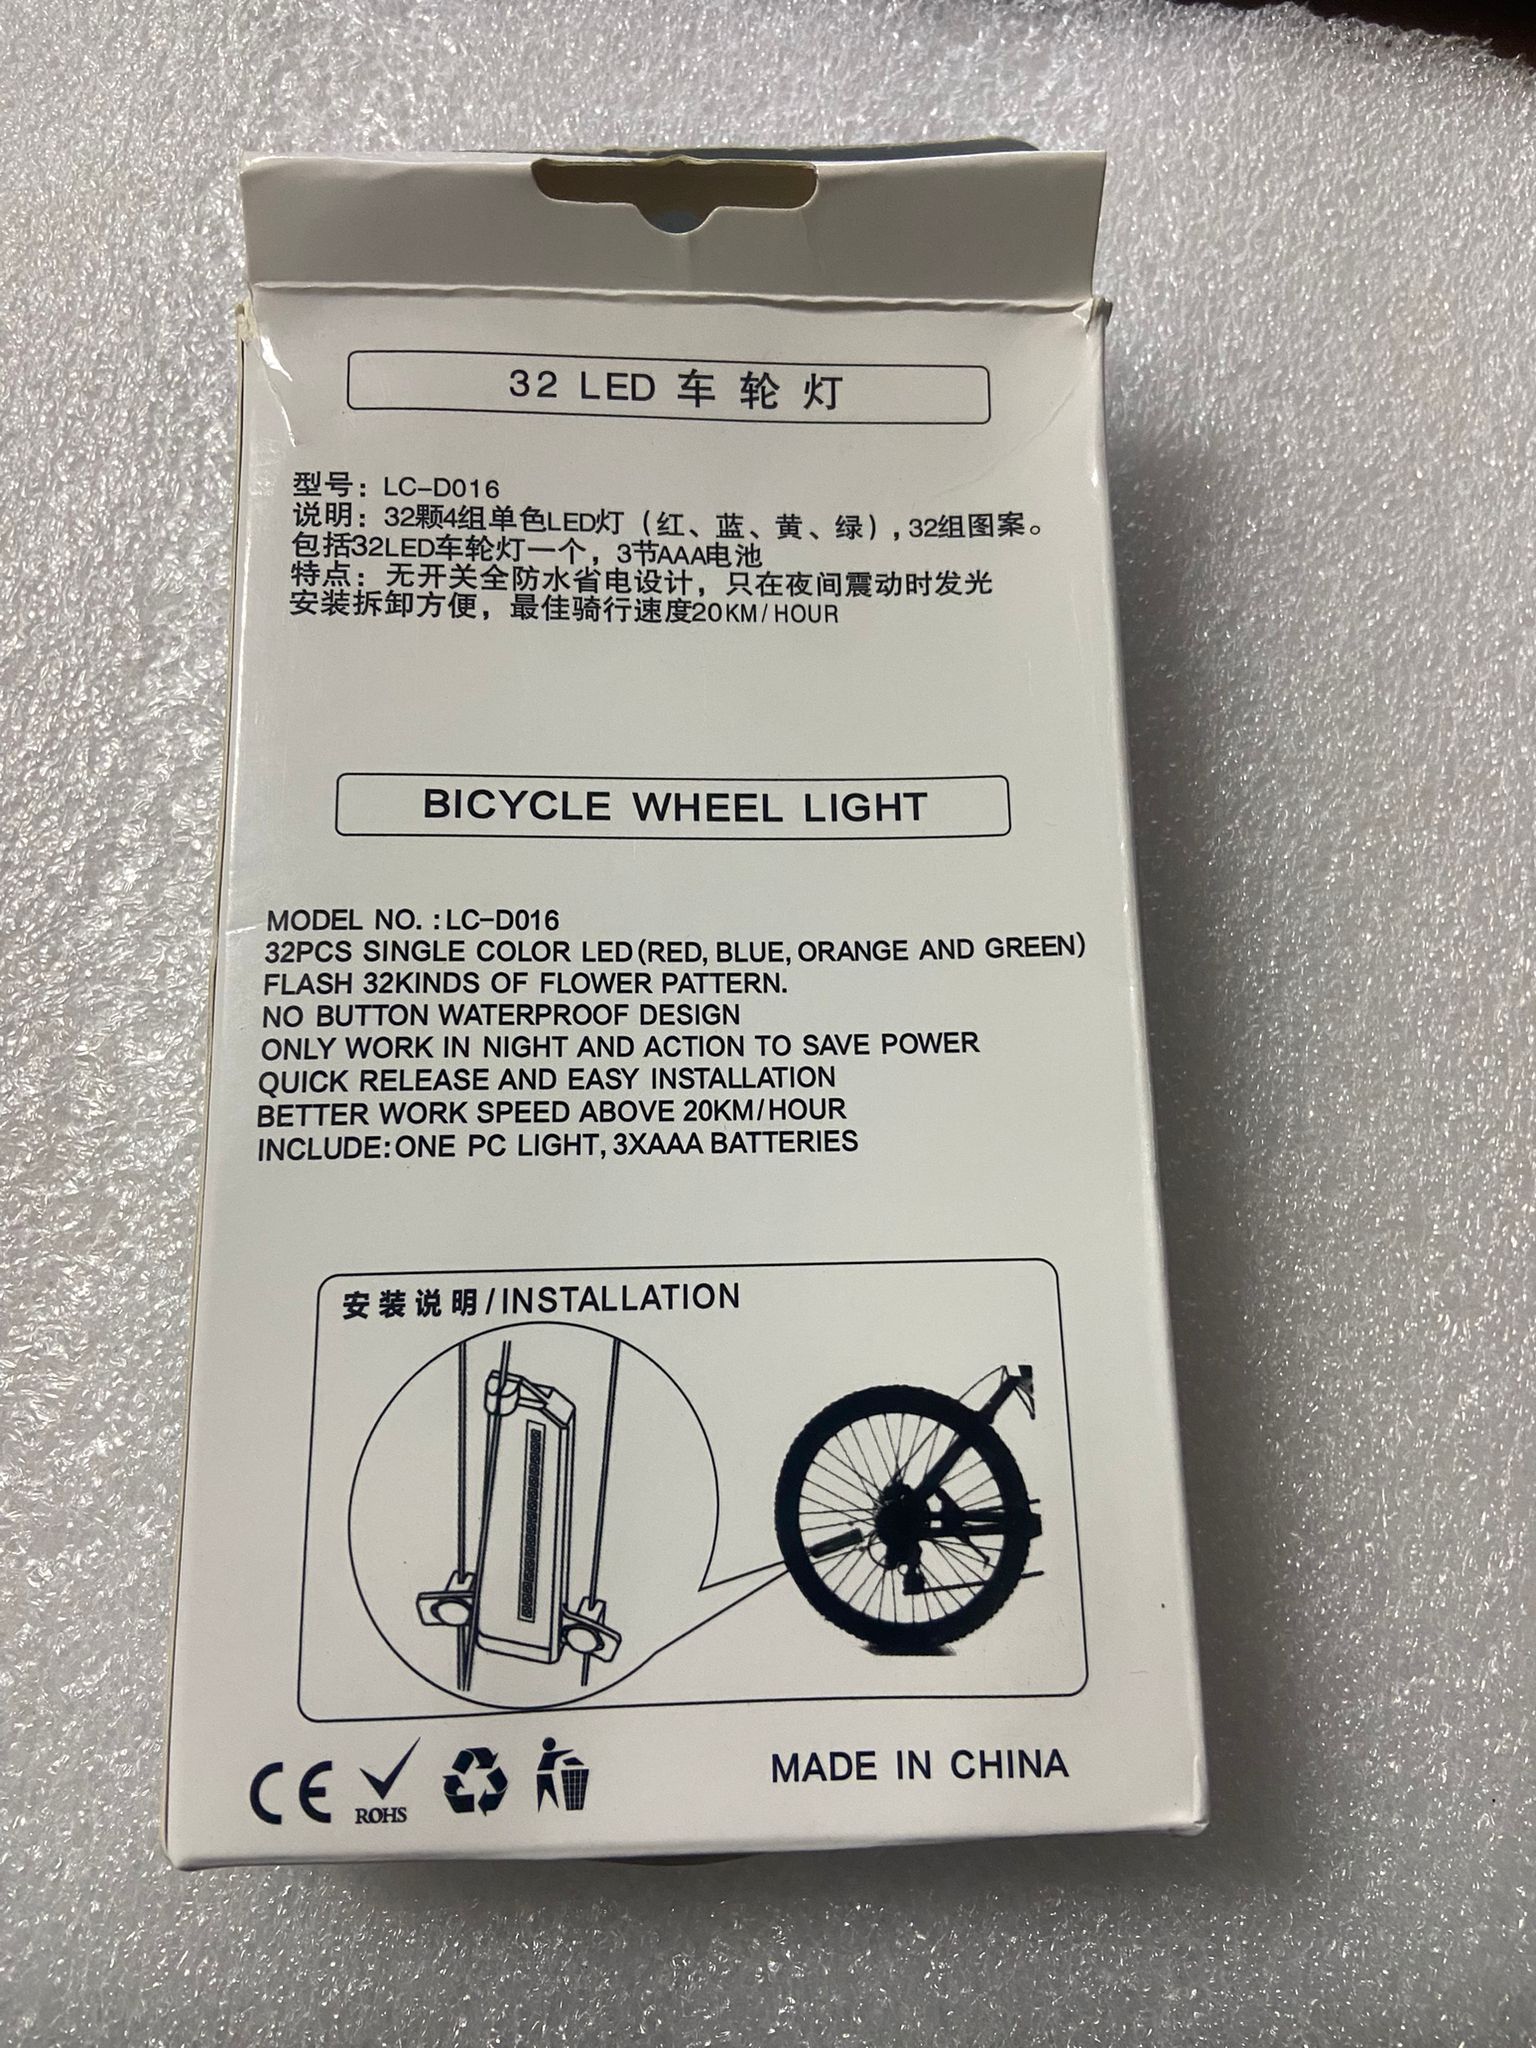 32 LED 车轮灯
型号：LC-D016
说明：32颗4组单色LED灯（红、蓝、黄、绿）, 32组图案。
包括32LED车轮灯一个，3节AAA电池
特点：无开关全防水省电设计，只在夜间震动时发光
安装拆卸方便，最佳骑行速度20KM/HOUR
BICYCLE WHEEL LIGHT
MODEL NO. :LC-D016
32PCS SINGLE COLOR LED(RED, BLUE, ORANGE AND GREEN)
FLASH 32KINDS OF FLOWER PATTERN.
NO BUTTON WATERPROOF DESIGN
ONLY WORK IN NIGHT AND ACTION TO SAVE POWER
QUICK RELEASE AND EASY INSTALLATION
BETTER WORK SPEED ABOVE 20KM/HOUR
INCLUDE:ONE PC LIGHT, 3XAAA BATTERIES
安装说明/INSTALLATION
CE
ROHS
MADE IN CHINA